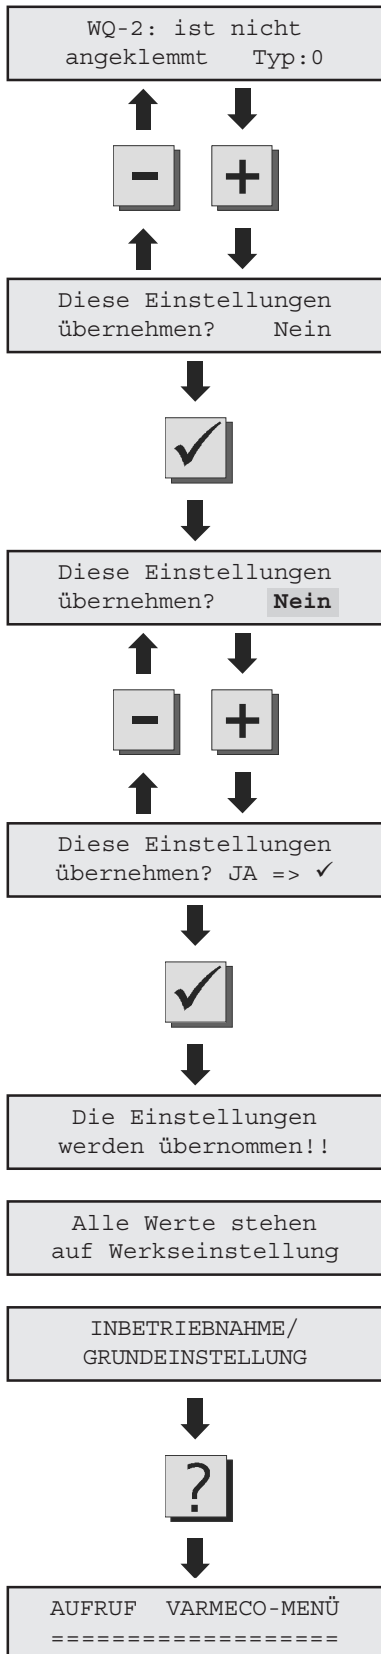 WQ-2: ist nicht
angeklemmt Typ:0
- +
Diese Einstellungen
übernehmen? Nein
✓
Diese Einstellungen
übernehmen? Nein
- +
Diese Einstellungen
übernehmen? JA => ✓
✓
Die Einstellungen
werden übernommen!!
Alle Werte stehen
auf Werkseinstellung
INBETRIEBNAHME/
GRUNDEINSTELLUNG
?
AUFRUF VARMECO-MENÜ
===================